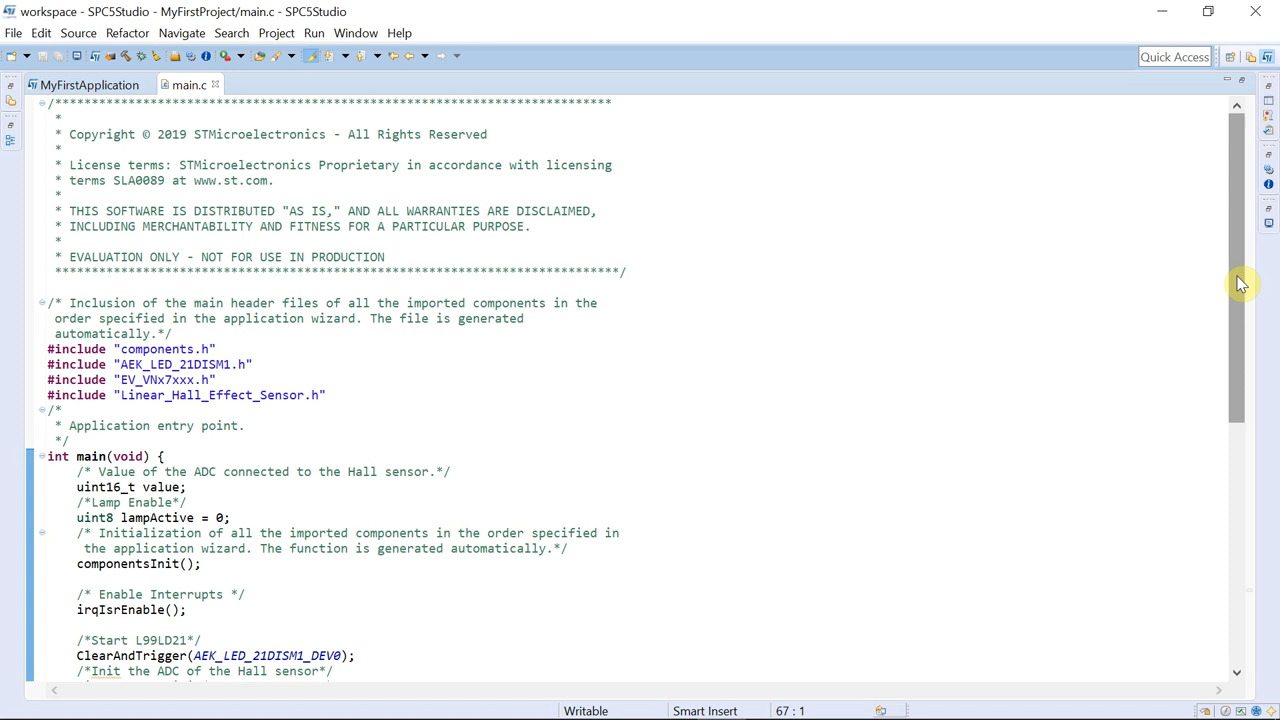 workspace - SPC5Studio - MyFirstProject/main.c - SPC5Studio
File Edit Source Refactor Navigate Search Project Run Window Help
Quick Access
MyFirstApplication main.c
/*****************************************************************************
*
* Copyright © 2019 STMicroelectronics - All Rights Reserved
*
* License terms: STMicroelectronics Proprietary in accordance with licensing
* terms SLA0089 at www.st.com.
*
* THIS SOFTWARE IS DISTRIBUTED "AS IS," AND ALL WARRANTIES ARE DISCLAIMED,
* INCLUDING MERCHANTABILITY AND FITNESS FOR A PARTICULAR PURPOSE.
*
* EVALUATION ONLY - NOT FOR USE IN PRODUCTION
*****************************************************************************/
/* Inclusion of the main header files of all the imported components in the
order specified in the application wizard. The file is generated
automatically.*/
#include "components.h"
#include "AEK_LED_21DISM1.h"
#include "EV_VNx7xxx.h"
#include "Linear_Hall_Effect_Sensor.h"
/*
* Application entry point.
*/
int main(void) {
/* Value of the ADC connected to the Hall sensor.*/
uint16_t value;
/*Lamp Enable*/
uint8 lampActive = 0;
/* Initialization of all the imported components in the order specified in
the application wizard. The function is generated automatically.*/
componentsInit();
/* Enable Interrupts */
irqIsrEnable();
/*Start L99LD21*/
ClearAndTrigger(AEK_LED_21DISM1_DEV0);
/*Init the ADC of the Hall sensor*/
Writable Smart Insert 67 : 1